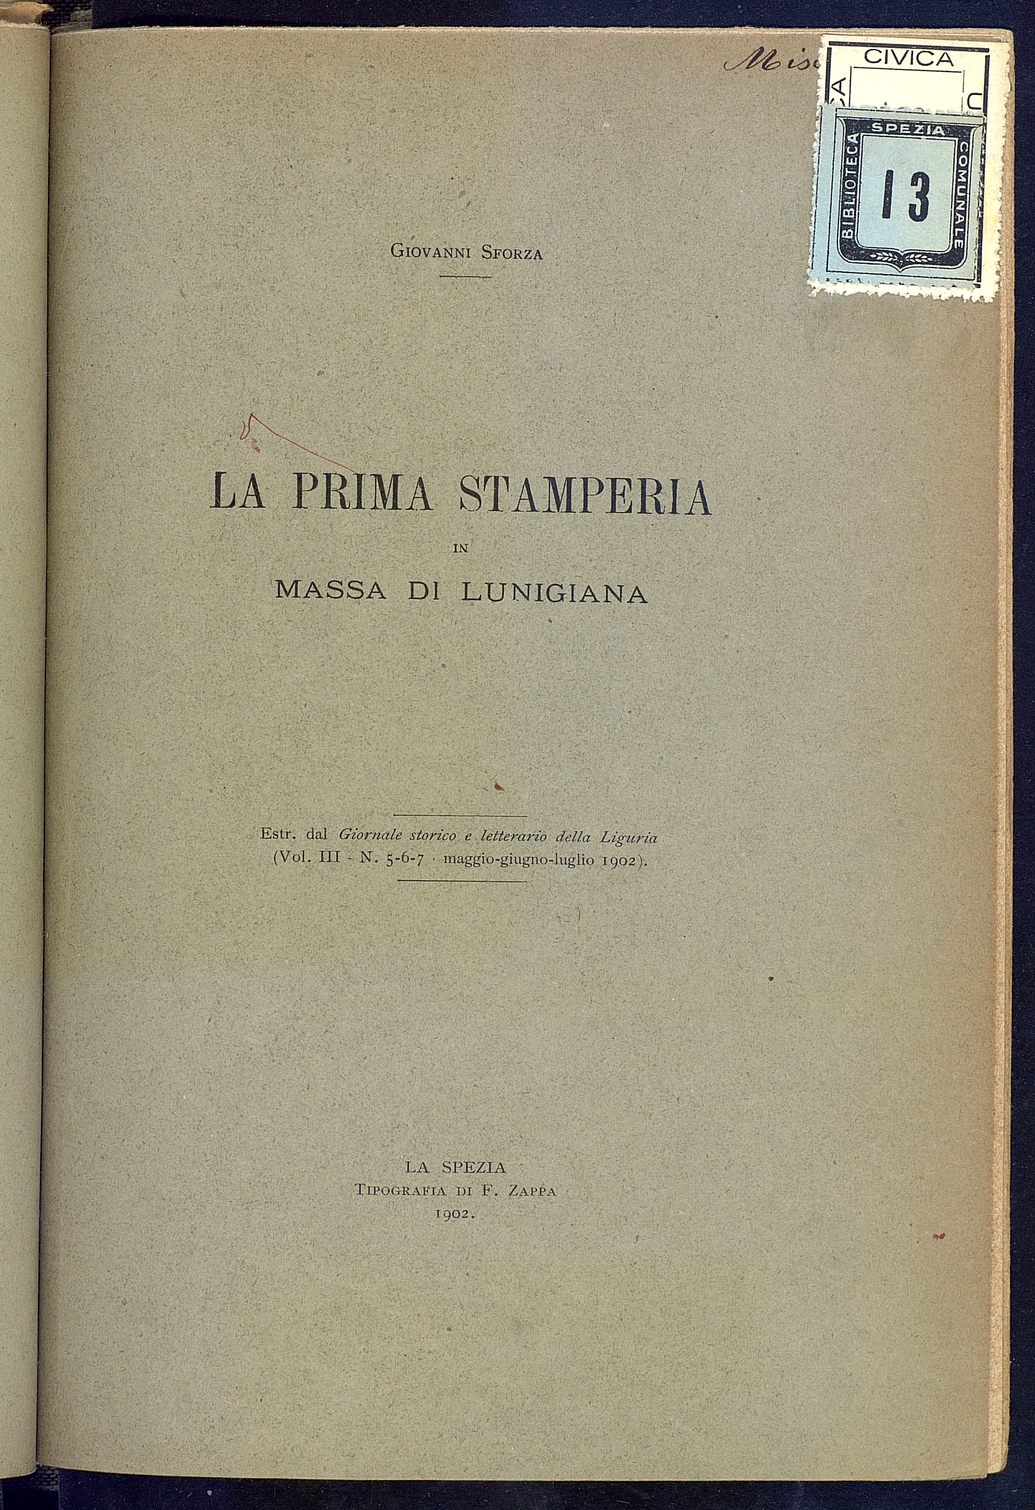 CIVICA
SPEZIA
BIBLIOTECA
COMUNALE
13
GIOVANNI SFORZA
LA PRIMA STAMPERIA
IN
MASSA DI LUNIGIANA
Estr. dal Giornale storico e letterario della Liguria
(Vol. III - N. 5-6-7 - maggio-giugno-luglio 1902).
LA SPEZIA
TIPOGRAFIA DI F. ZAPPA
1902.